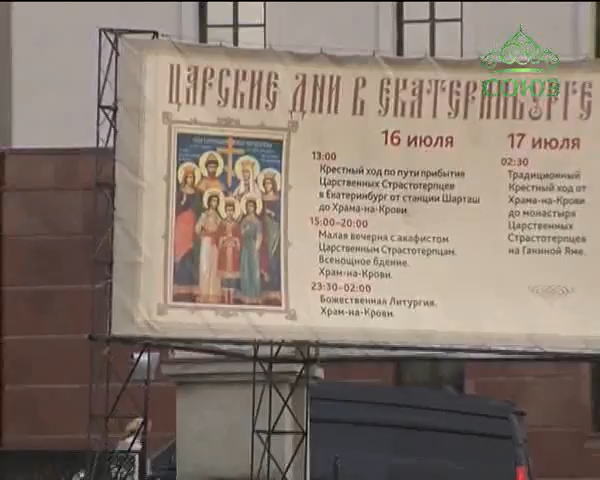 СОЮЗ
ЦАРСКИЕ ДНИ В ЕКАТЕРИНБУРГЕ
16 июля
13:00
Крестный ход по пути прибытия
Царственных Страстотерпцев
в Екатеринбург от станции Шарташ
до Храма-на-Крови.
15:00–20:00
Малая вечерня с акафистом
Царственным Страстотерпцам.
Всенощное бдение.
Храм-на-Крови.
23:30–02:00
Божественная Литургия.
Храм-на-Крови.
17 июля
02:30
Традиционный
Крестный ход от
Храма-на-Крови
до монастыря
Царственных
Страстотерпцев
на Ганиной Яме.